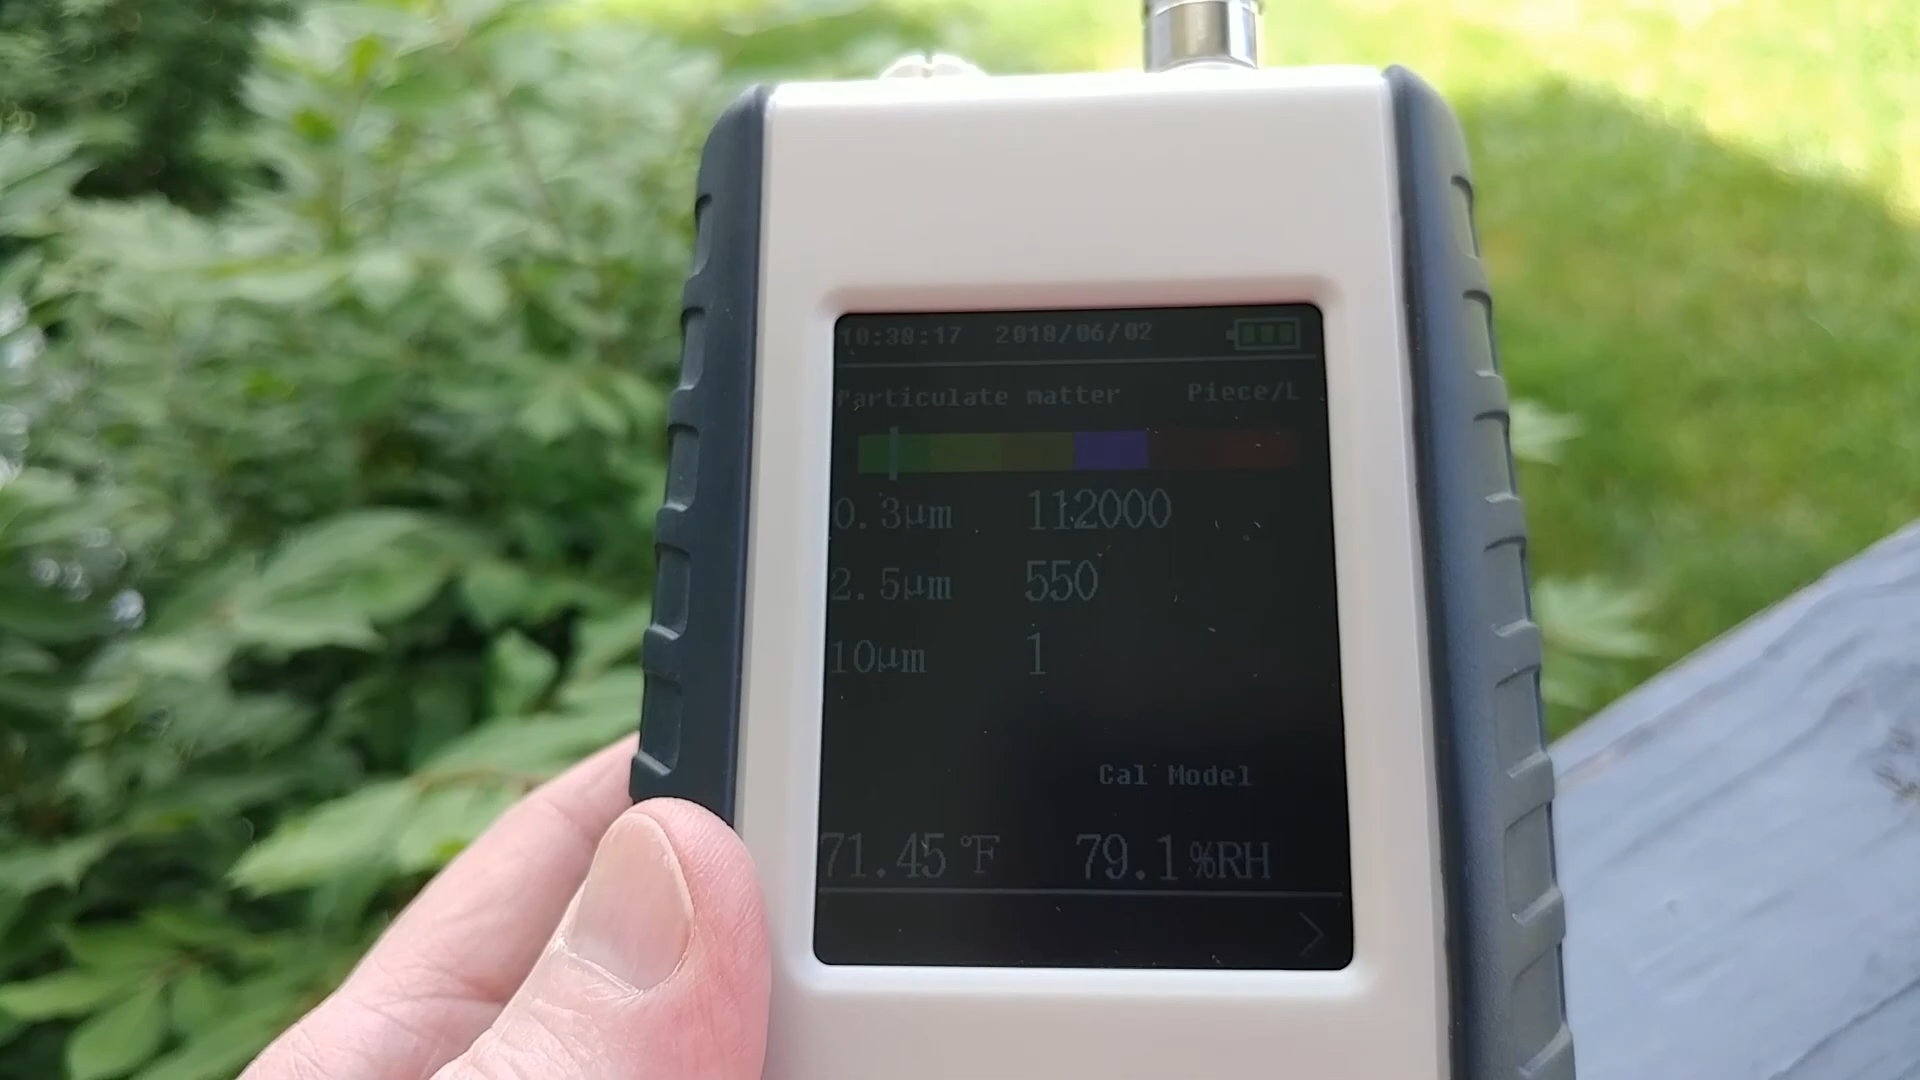 10:38:17 2018/06/02
Particulate matter Piece/L
0.3μm 112000
2.5μm 550
10μm 1
Cal Model
71.45 °F 79.1 %RH